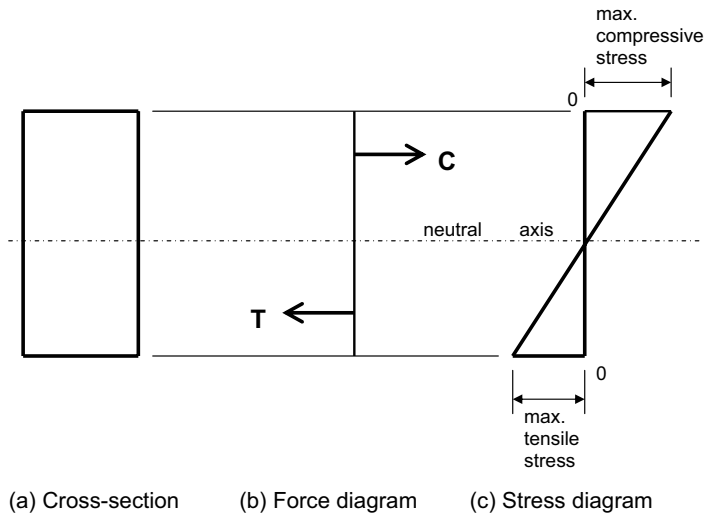 max.
compressive
stress
0
C
neutral axis
T
0
max.
tensile
stress
(a) Cross-section (b) Force diagram (c) Stress diagram